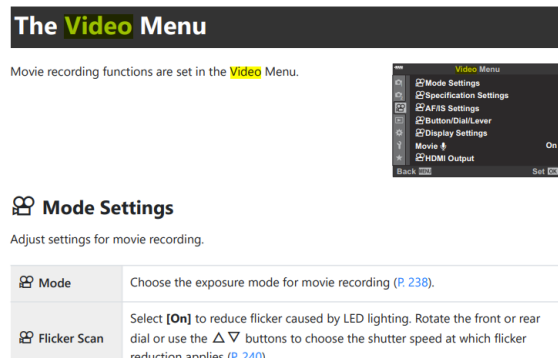 The Video Menu
Movie recording functions are set in the Video Menu.
Video Menu
Mode Settings
Specification Settings
AF/IS Settings
Button/Dial/Lever
Display Settings
Movie On
HDMI Output
Back MENU Set OK
Mode Settings
Adjust settings for movie recording.
Mode Choose the exposure mode for movie recording (P. 238).
Select [On] to reduce flicker caused by LED lighting. Rotate the front or rear
Flicker Scan dial or use the △ ▽ buttons to choose the shutter speed at which flicker
reduction applies (P. 240).